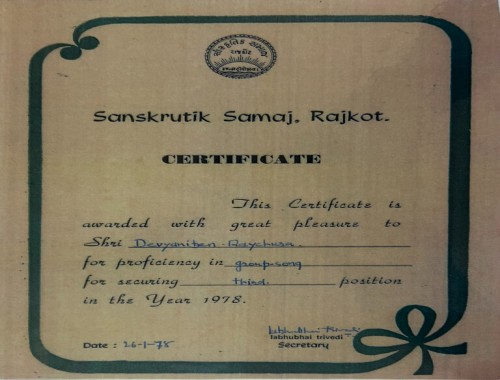 Sanskrutik Samaj, Rajkot.
CERTIFICATE
This Certificate is
awarded with great pleasure to
Shri Devyaniben Raychura
for proficiency in group song
for securing third position
in the Year 1978.
labhubhai trivedi
Date : 26-1-78 Secretary